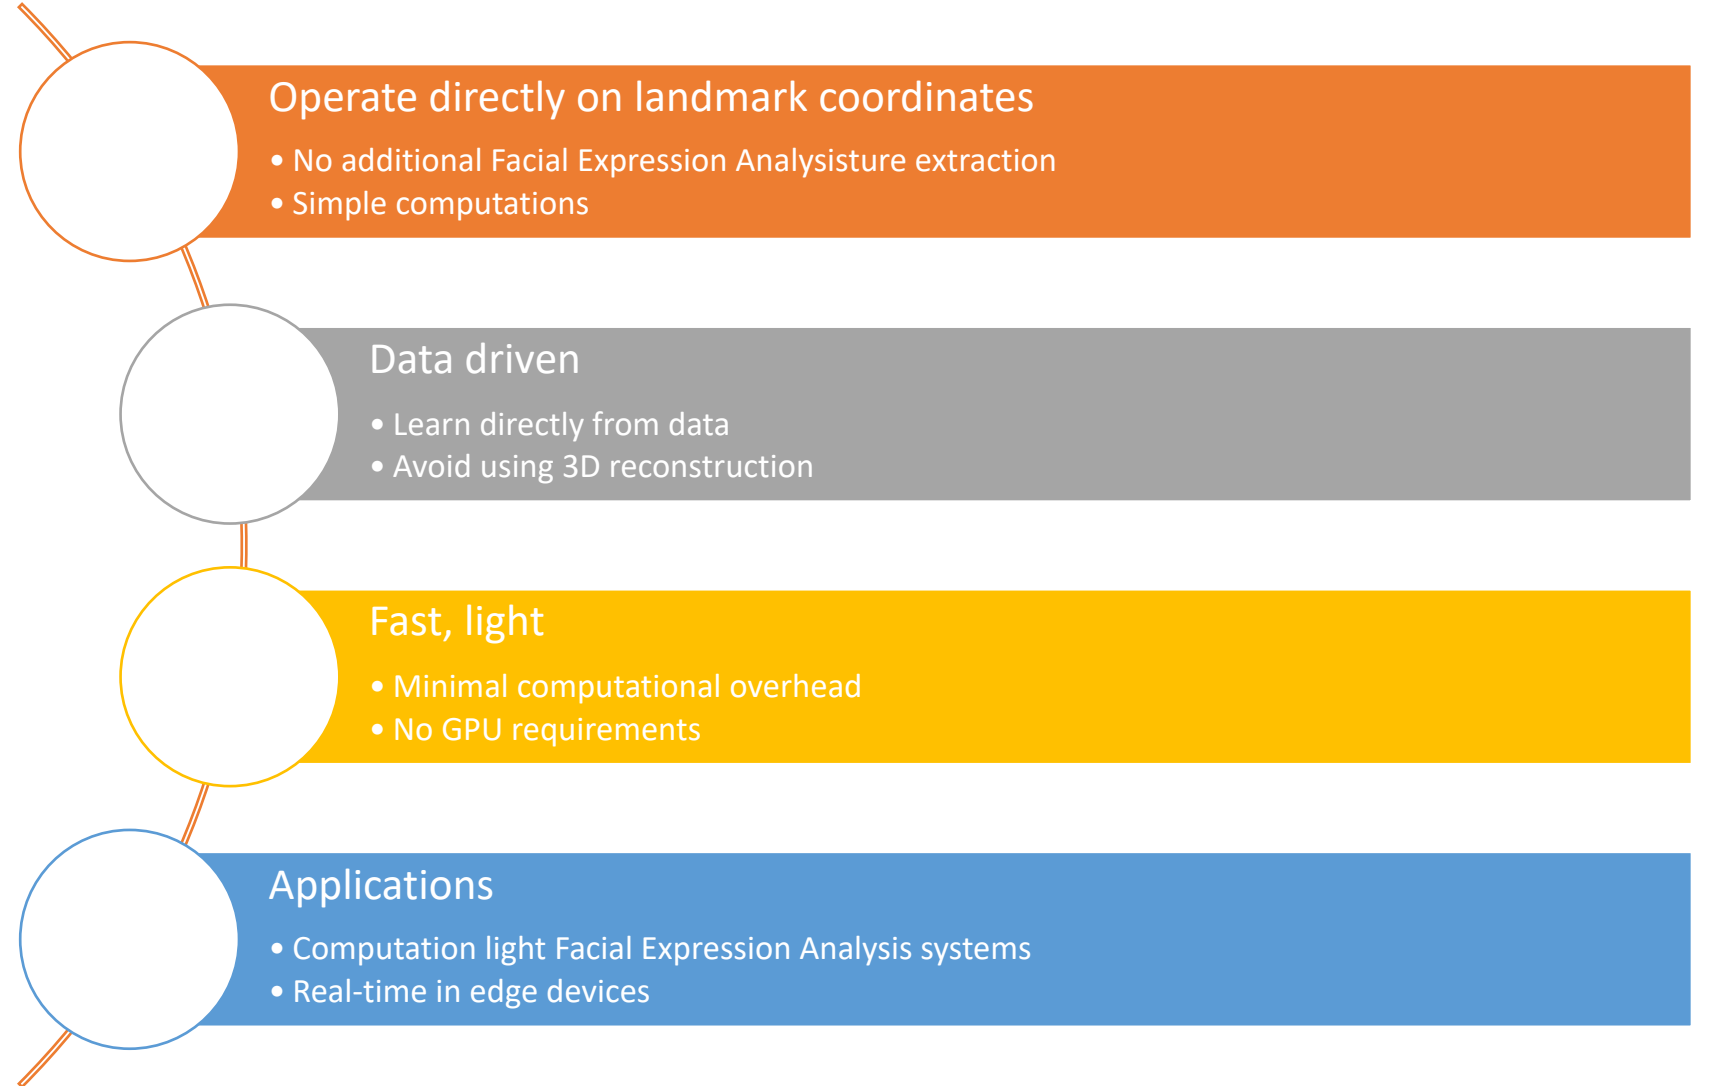 Operate directly on landmark coordinates
• No additional Facial Expression Analysisture extraction
• Simple computations
Data driven
• Learn directly from data
• Avoid using 3D reconstruction
Fast, light
• Minimal computational overhead
• No GPU requirements
Applications
• Computation light Facial Expression Analysis systems
• Real-time in edge devices